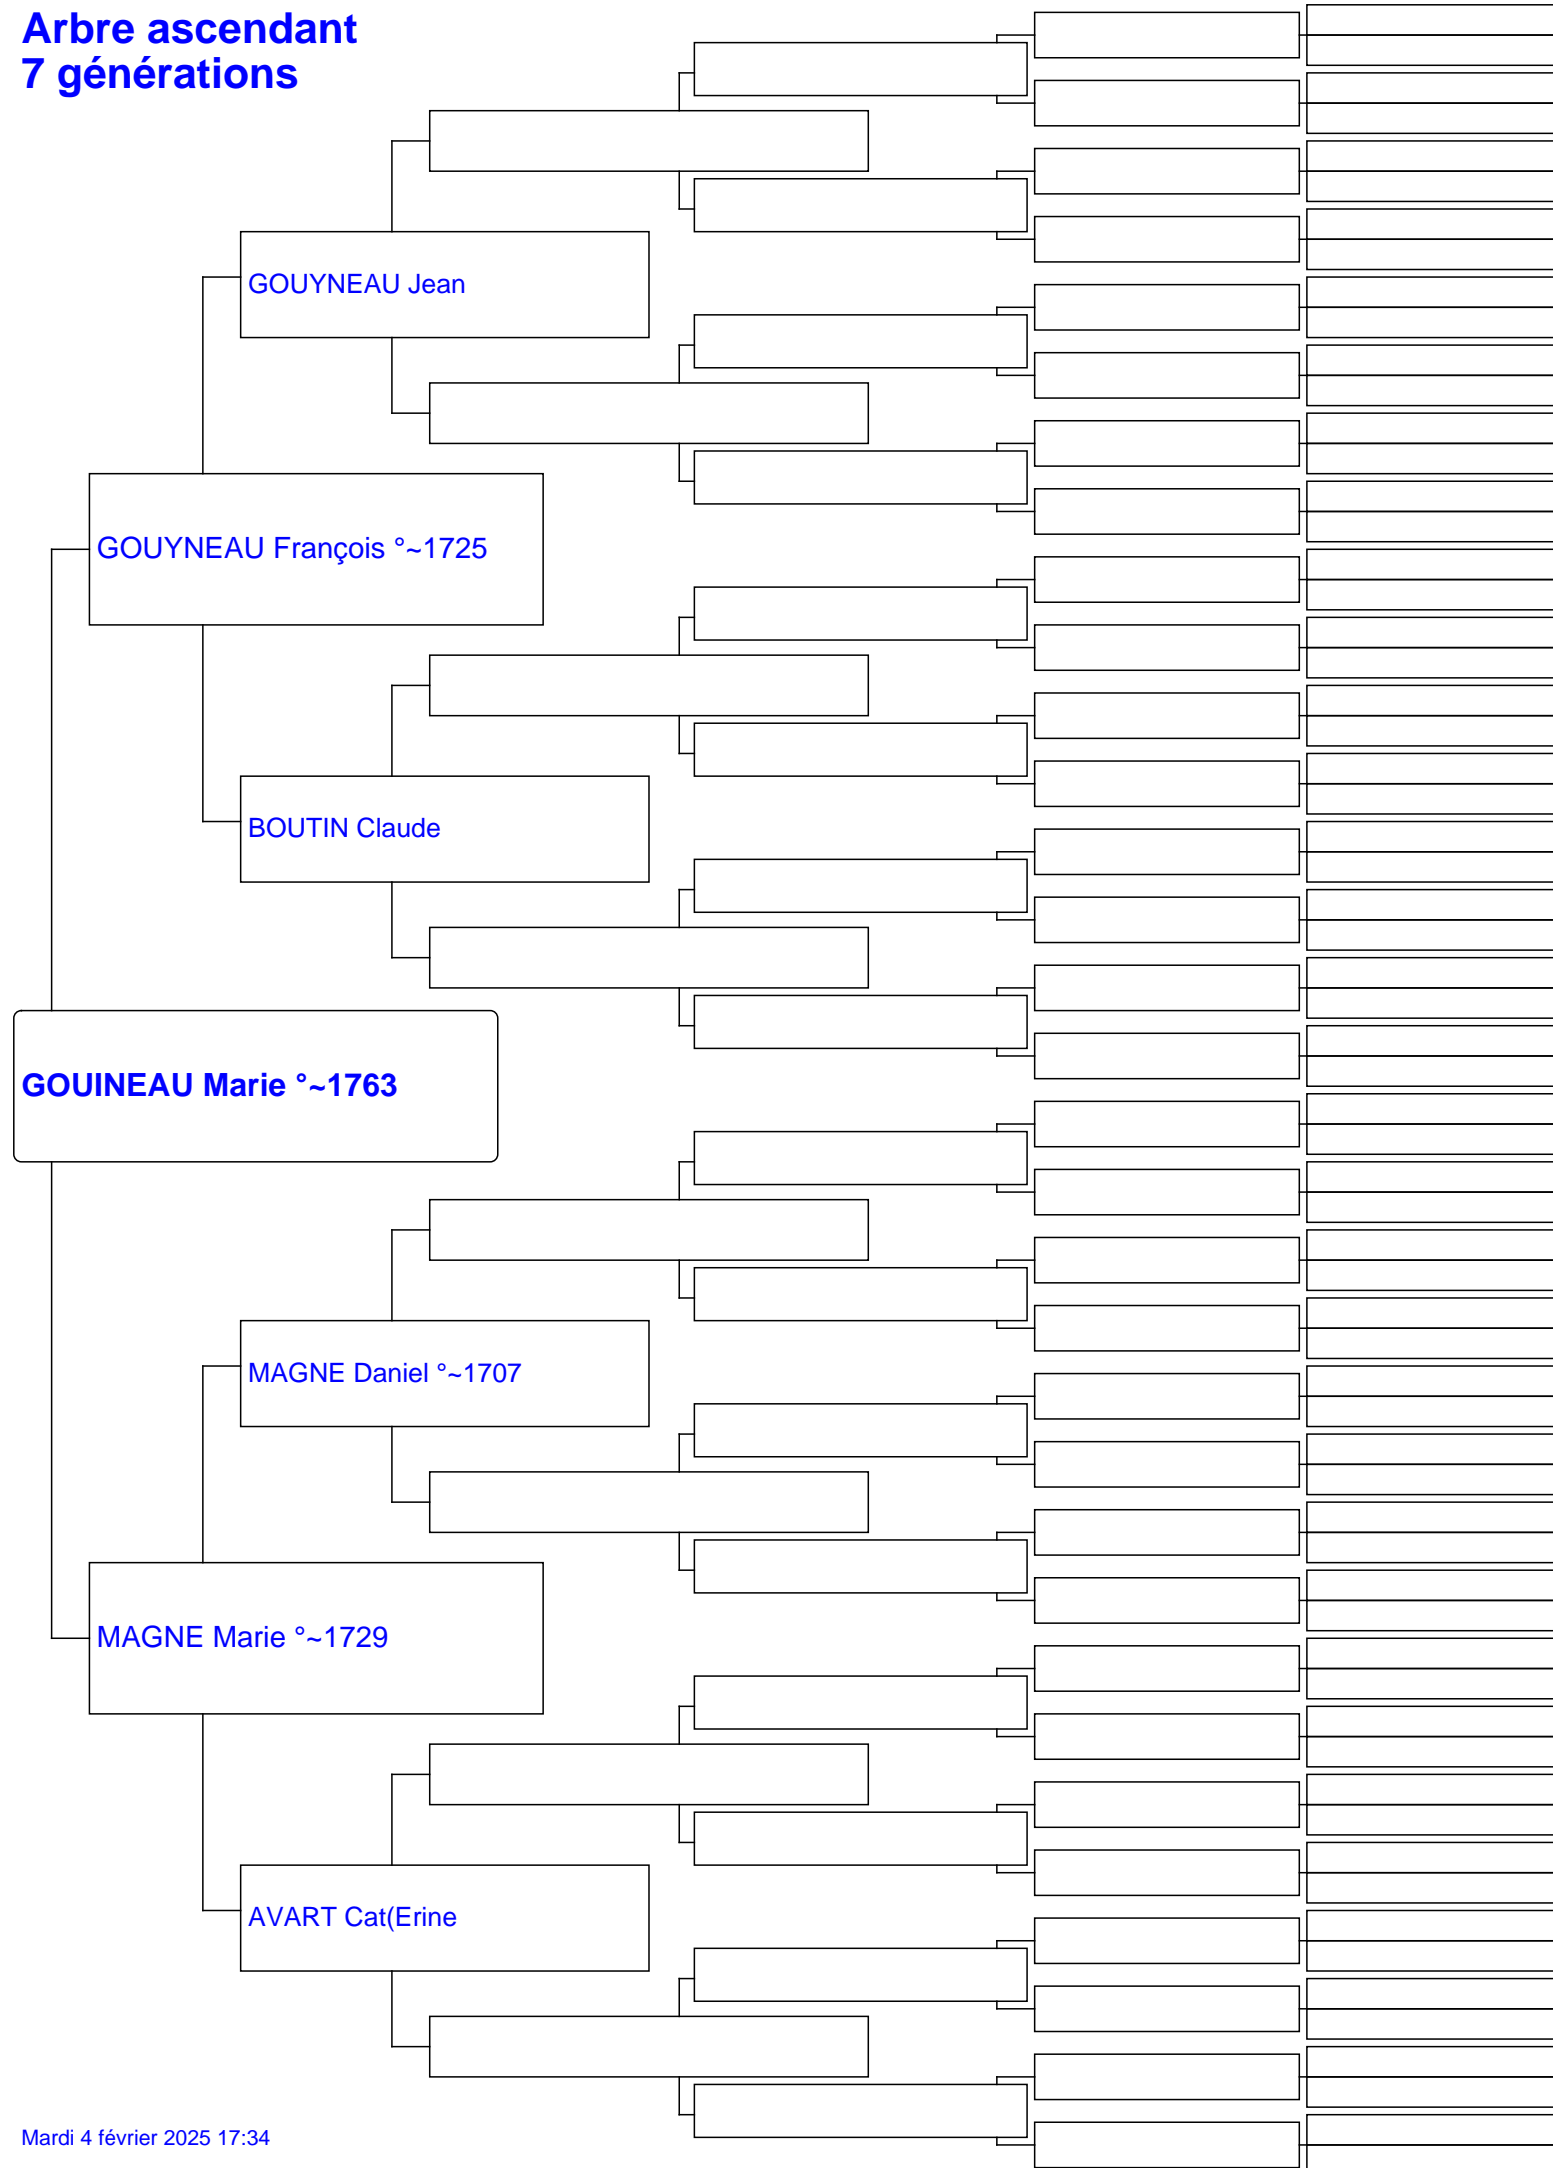 Arbre ascendant
7 générations
GOUYNEAU Jean
GOUYNEAU François °~1725
BOUTIN Claude
GOUINEAU Marie °~1763
MAGNE Daniel °~1707
MAGNE Marie °~1729
AVART Cat(Erine
Mardi 4 février 2025 17:34